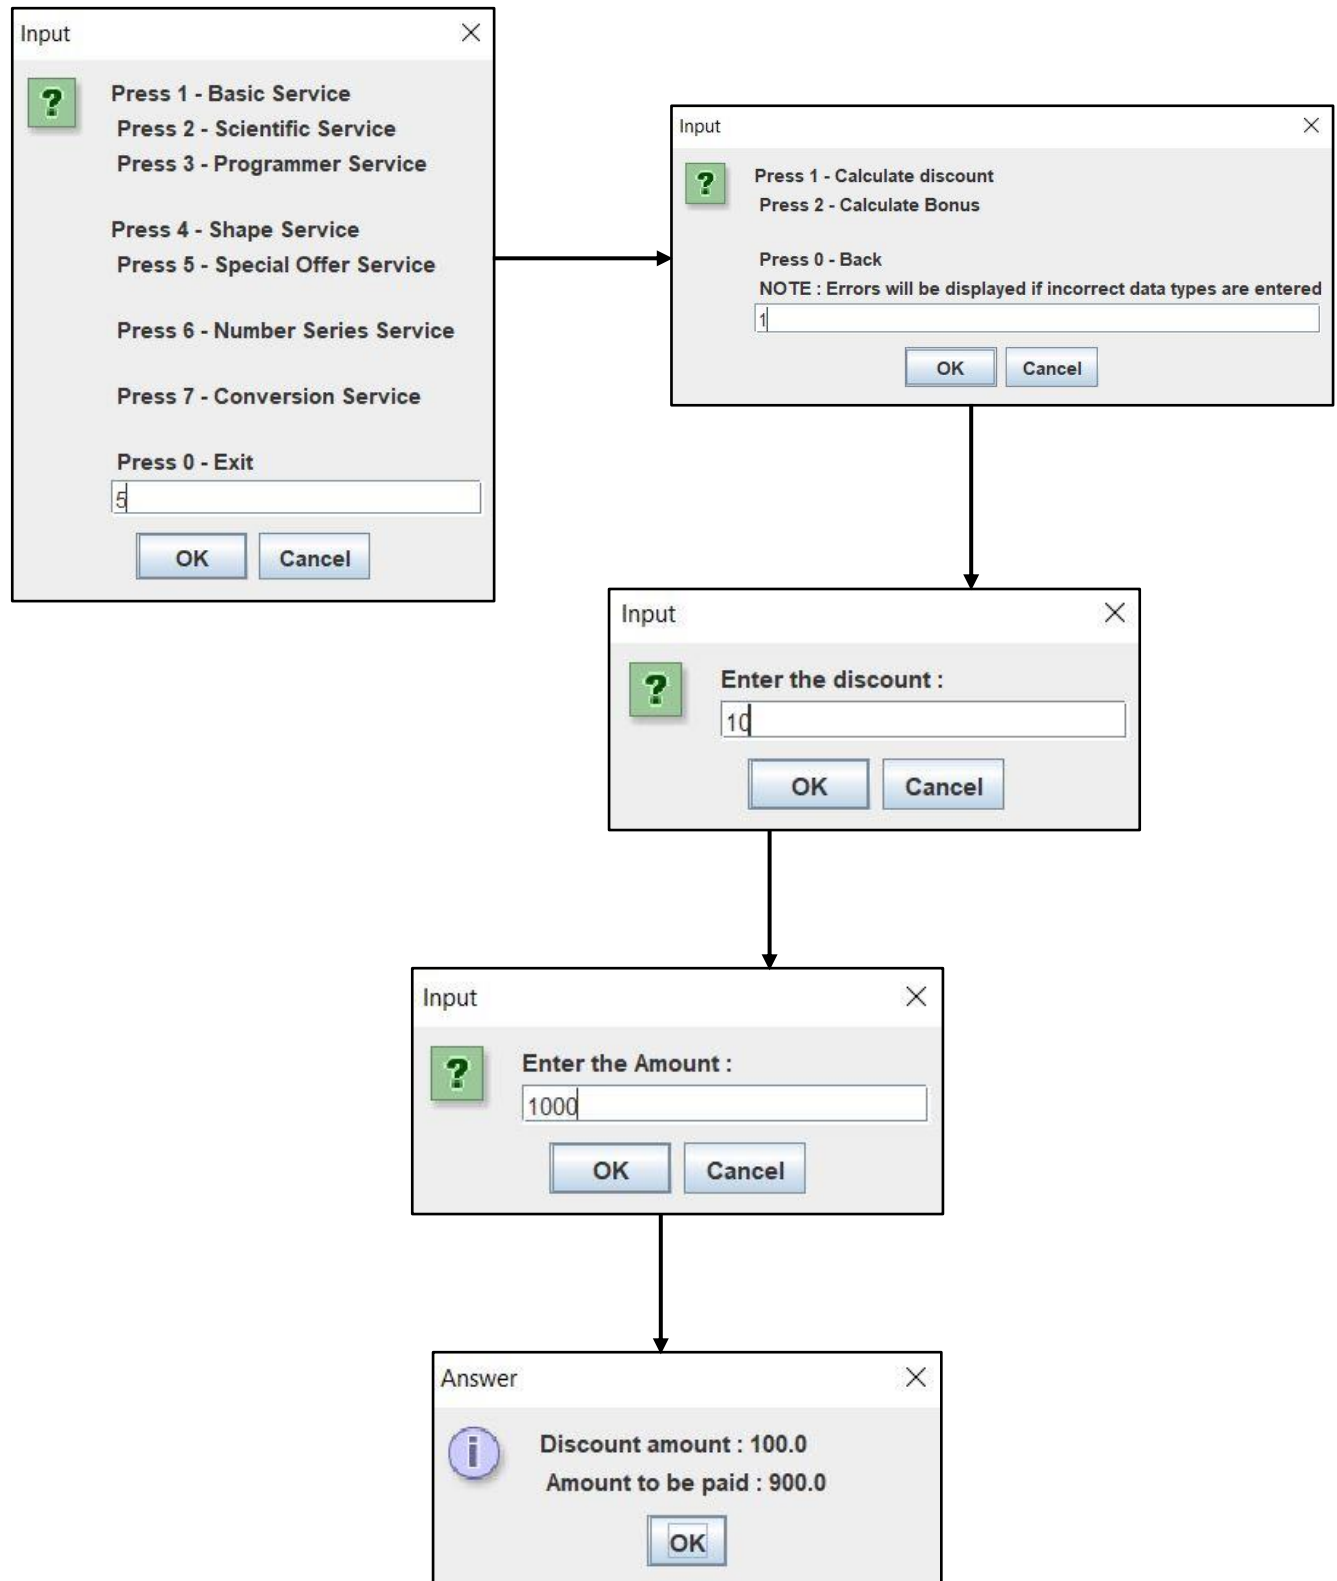 Input
Press 1 - Basic Service
Press 2 - Scientific Service
Press 3 - Programmer Service
Press 4 - Shape Service
Press 5 - Special Offer Service
Press 6 - Number Series Service
Press 7 - Conversion Service
Press 0 - Exit
5
OK Cancel
Input
Press 1 - Calculate discount
Press 2 - Calculate Bonus
Press 0 - Back
NOTE : Errors will be displayed if incorrect data types are entered
1
OK Cancel
Input
Enter the discount :
10
OK Cancel
Input
Enter the Amount :
1000
OK Cancel
Answer
Discount amount : 100.0
Amount to be paid : 900.0
OK